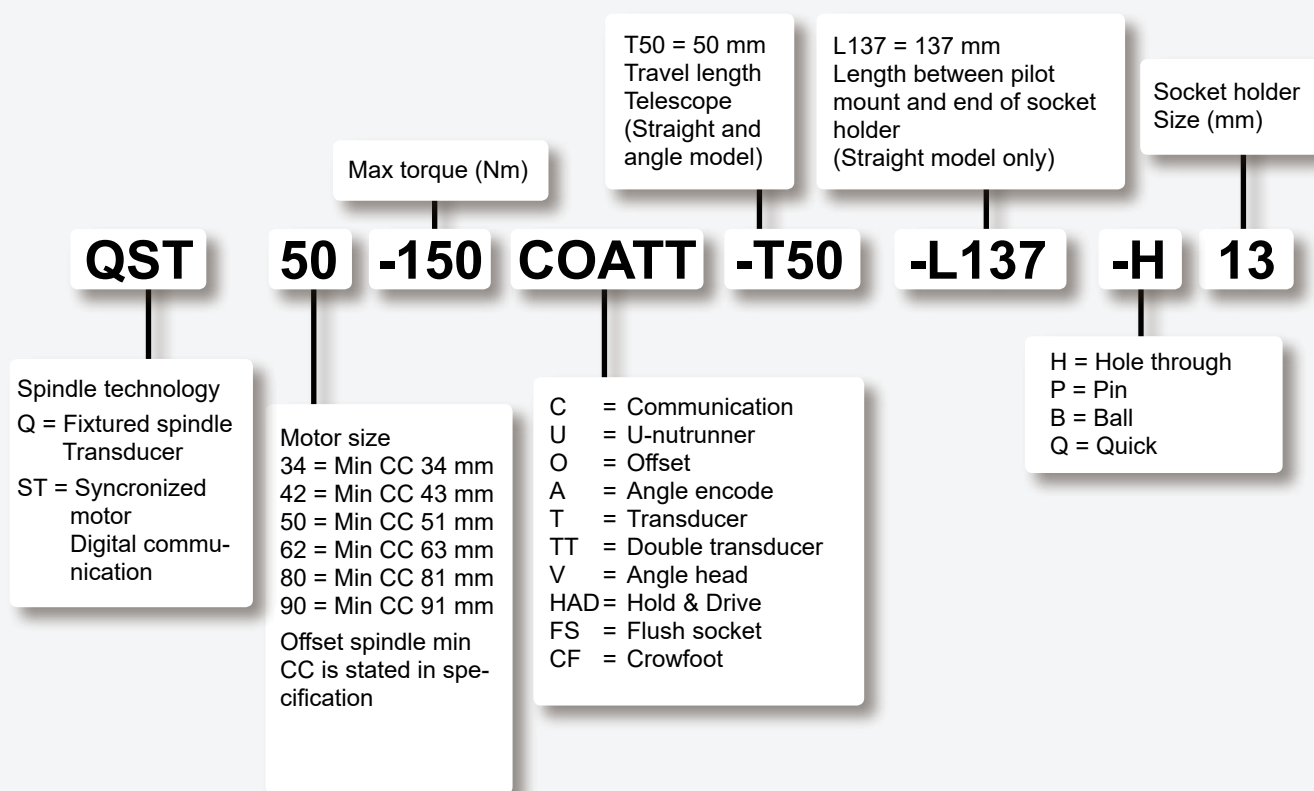 T50 = 50 mm
Travel length
Telescope
(Straight and
angle model)
L137 = 137 mm
Length between pilot
mount and end of socket
holder
(Straight model only)
Socket holder
Size (mm)
Max torque (Nm)
QST 50 -150 COATT -T50 -L137 -H 13
Spindle technology
Q = Fixtured spindle
Transducer
ST = Syncronized
motor
Digital commu-
nication
Motor size
34 = Min CC 34 mm
42 = Min CC 43 mm
50 = Min CC 51 mm
62 = Min CC 63 mm
80 = Min CC 81 mm
90 = Min CC 91 mm
Offset spindle min
CC is stated in spe-
cification
C = Communication
U = U-nutrunner
O = Offset
A = Angle encode
T = Transducer
TT = Double transducer
V = Angle head
HAD = Hold & Drive
FS = Flush socket
CF = Crowfoot
H = Hole through
P = Pin
B = Ball
Q = Quick